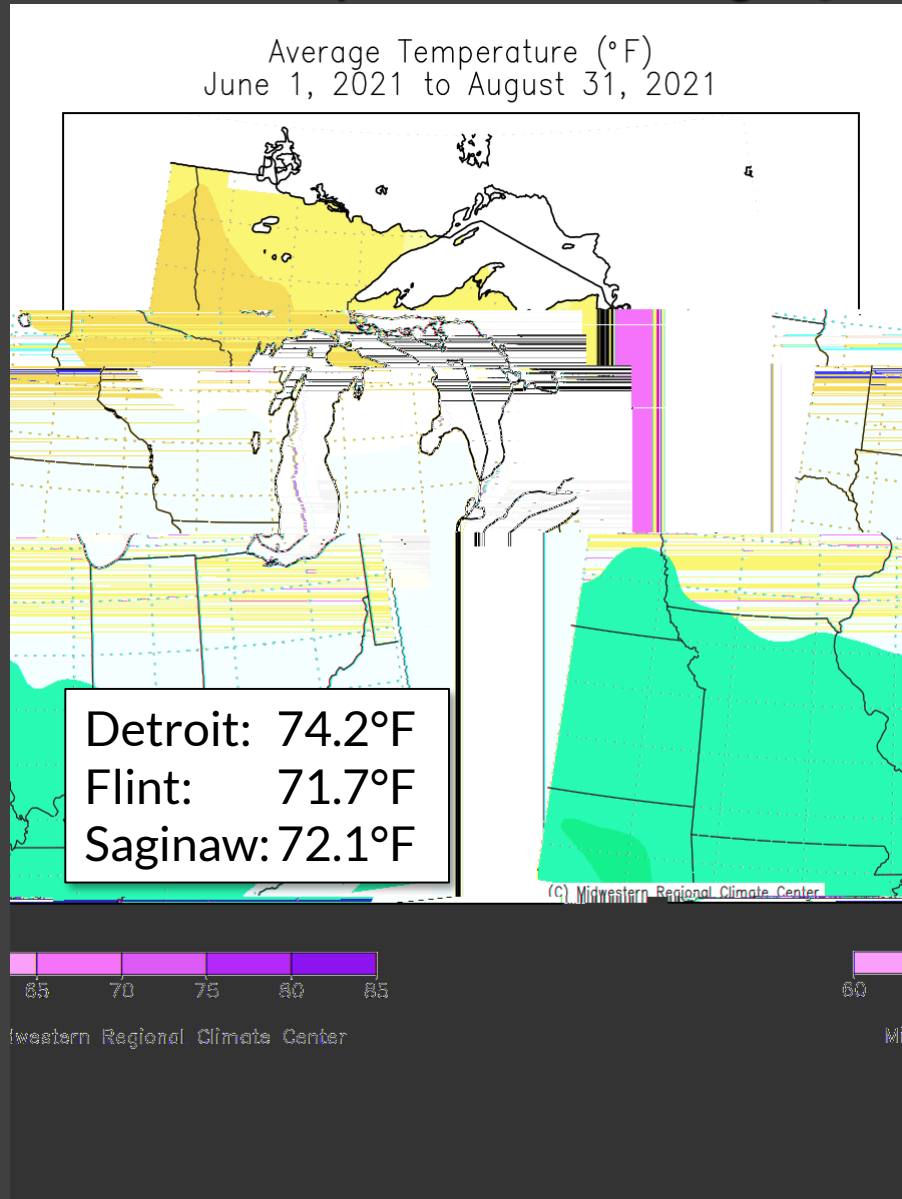 Average Temperature (°F)
June 1, 2021 to August 31, 2021
Detroit: 74.2°F
Flint: 71.7°F
Saginaw: 72.1°F
(C) Midwestern Regional Climate Center
65 70 75 80 85 60
Regional Climate Center